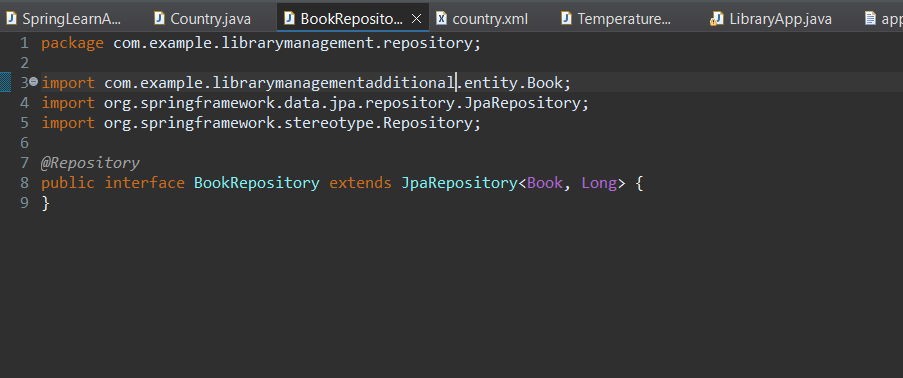 SpringLearnA... Country.java BookReposito... country.xml Temperature... LibraryApp.java app
1 package com.example.librarymanagement.repository;
2
3 import com.example.librarymanagementadditional.entity.Book;
4 import org.springframework.data.jpa.repository.JpaRepository;
5 import org.springframework.stereotype.Repository;
6
7 @Repository
8 public interface BookRepository extends JpaRepository<Book, Long> {
9 }